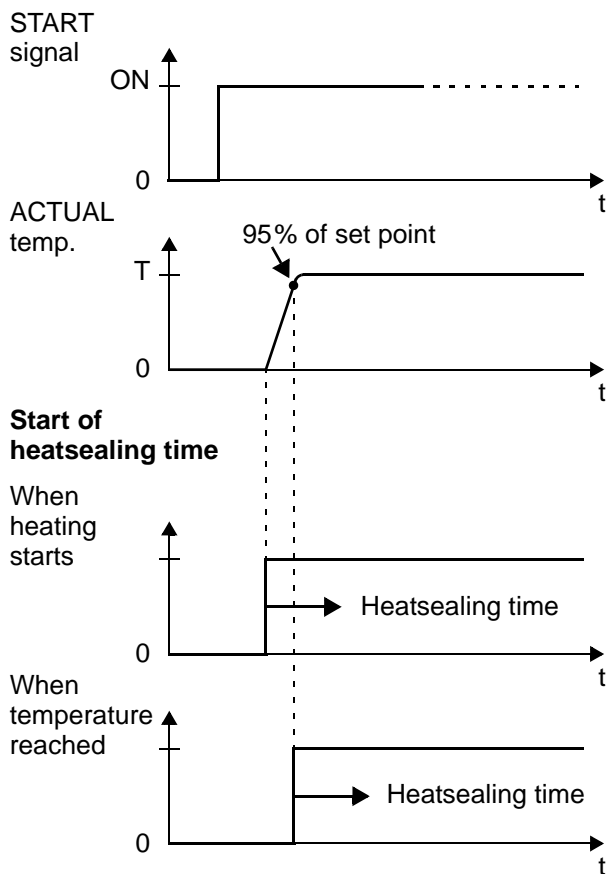 START
signal
ON
0
t
ACTUAL
temp.
95% of set point
T
0
t
Start of
heatsealing time
When
heating
starts
Heatsealing time
0
t
When
temperature
reached
Heatsealing time
0
t